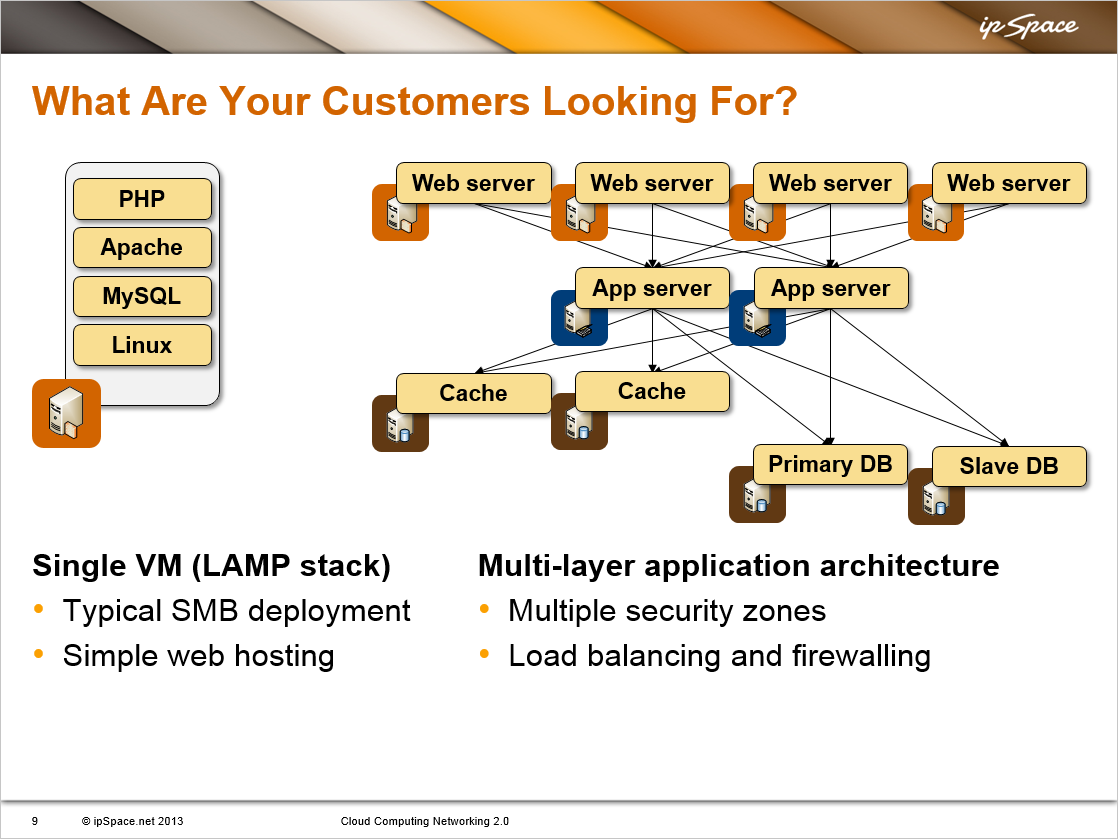 ipSpace
What Are Your Customers Looking For?
PHP
Apache
MySQL
Linux
Web server
Web server
Web server
Web server
App server
App server
Cache
Cache
Primary DB
Slave DB
Single VM (LAMP stack)
• Typical SMB deployment
• Simple web hosting
Multi-layer application architecture
• Multiple security zones
• Load balancing and firewalling
9
© ipSpace.net 2013
Cloud Computing Networking 2.0